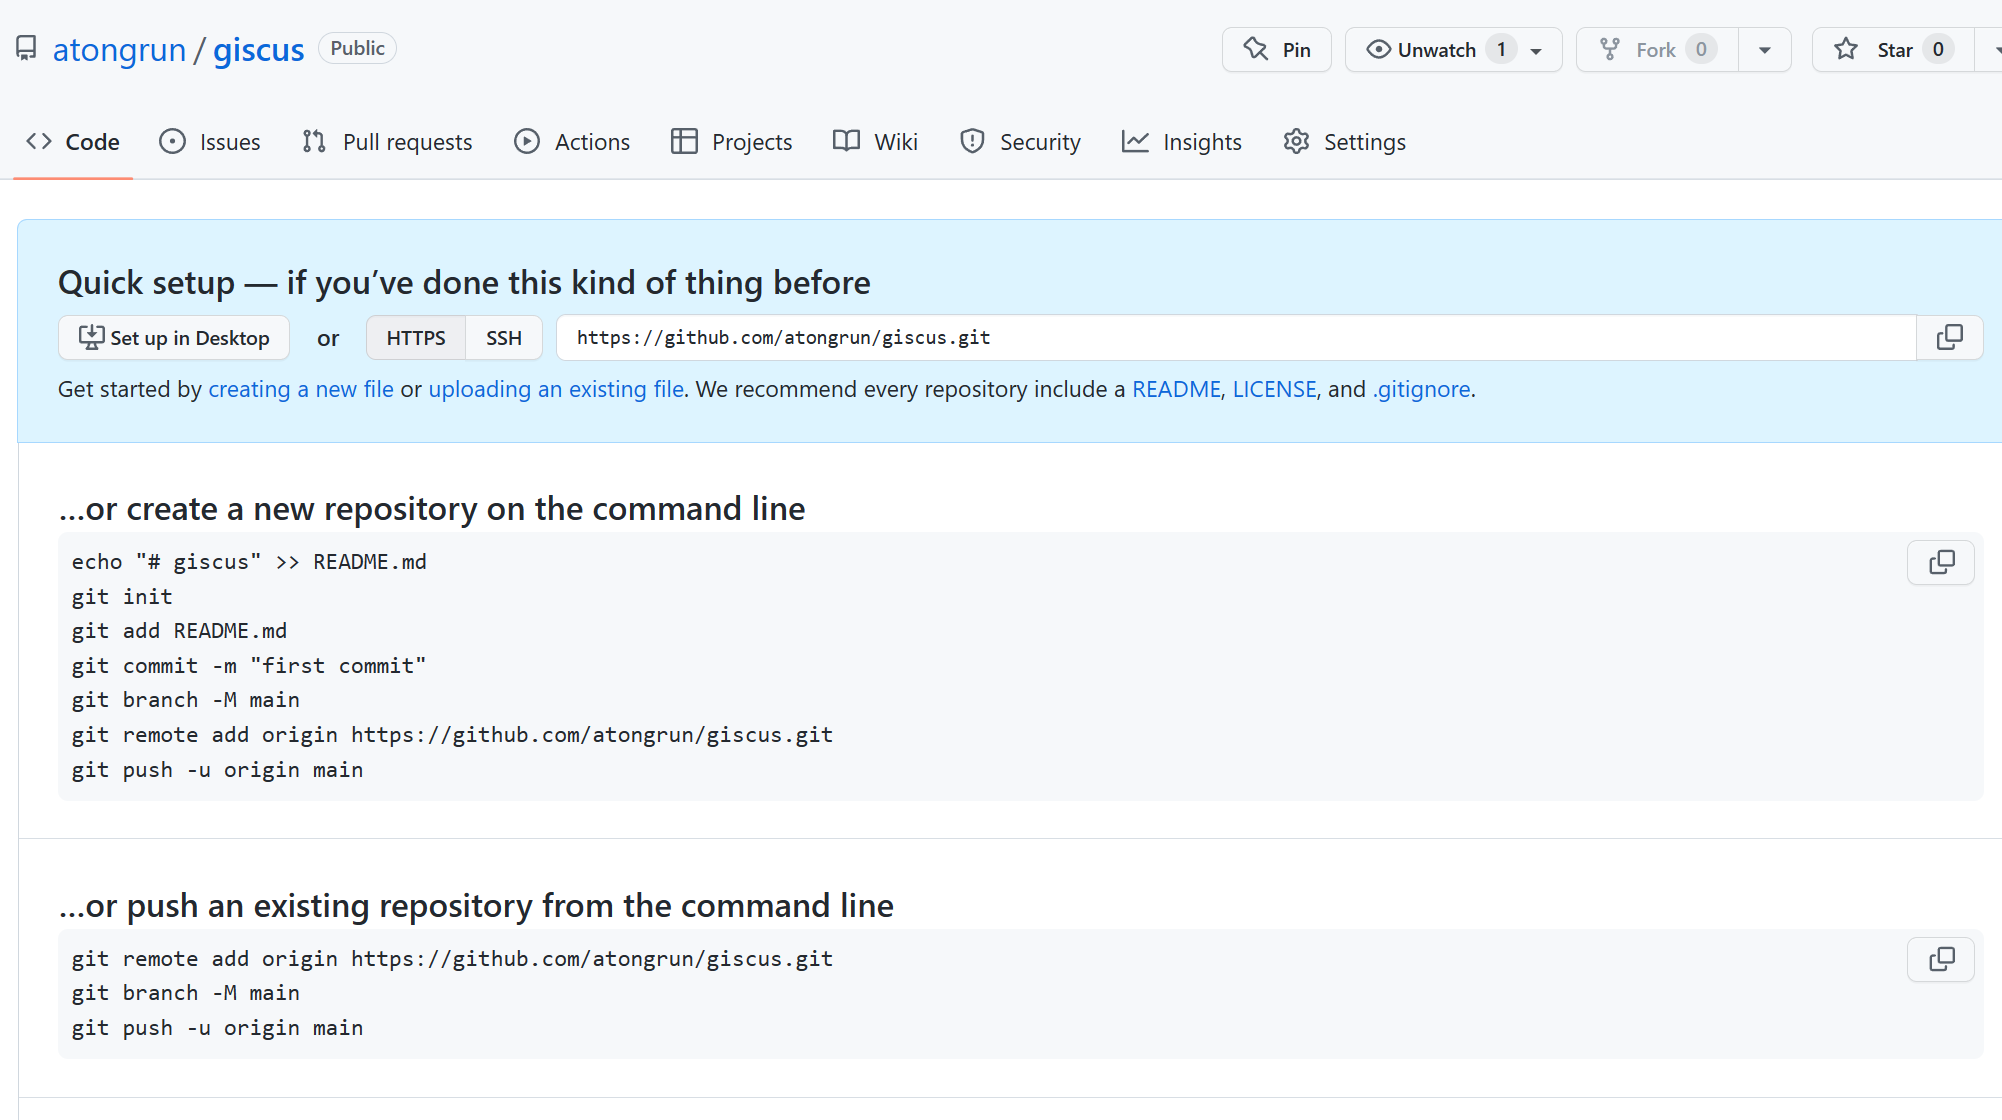 atongrun / giscus Public
Pin Unwatch 1 Fork 0 Star 0
Code Issues Pull requests Actions Projects Wiki Security Insights Settings
Quick setup — if you’ve done this kind of thing before
Set up in Desktop or HTTPS SSH https://github.com/atongrun/giscus.git
Get started by creating a new file or uploading an existing file. We recommend every repository include a README, LICENSE, and .gitignore.
…or create a new repository on the command line
echo "# giscus" >> README.md
git init
git add README.md
git commit -m "first commit"
git branch -M main
git remote add origin https://github.com/atongrun/giscus.git
git push -u origin main
…or push an existing repository from the command line
git remote add origin https://github.com/atongrun/giscus.git
git branch -M main
git push -u origin main